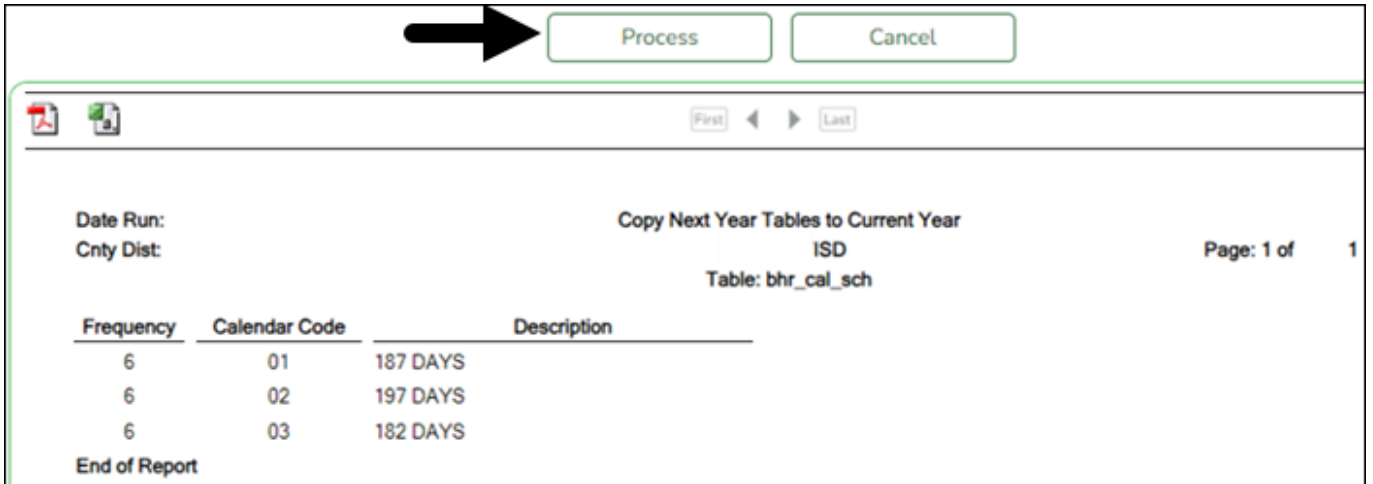 Process Cancel
First Last
Date Run: Copy Next Year Tables to Current Year
Cnty Dist: ISD Page: 1 of 1
Table: bhr_cal_sch
Frequency Calendar Code Description
6 01 187 DAYS
6 02 197 DAYS
6 03 182 DAYS
End of Report